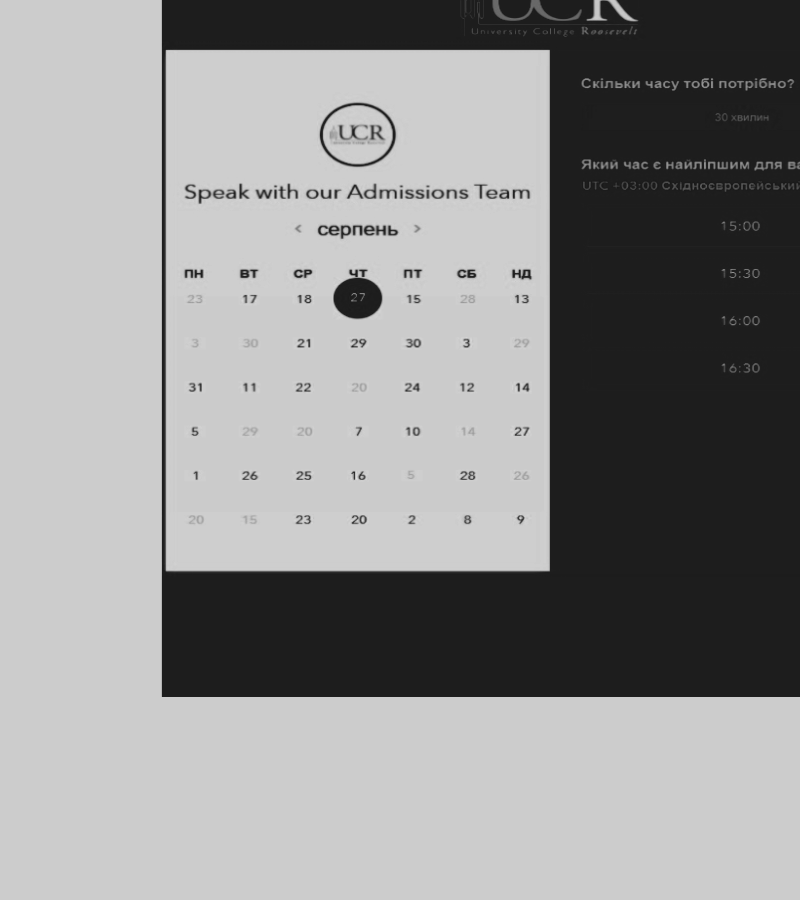 UCR
University College Roosevelt
UCR
Speak with our Admissions Team
< серпень >
ПН ВТ СР ЧТ ПТ СБ НД
23 17 18 27 15 28 13
3 30 21 29 30 3 29
31 11 22 20 24 12 14
5 29 20 7 10 14 27
1 26 25 16 5 28 26
20 15 23 20 2 8 9
Скільки часу тобі потрібно?
30 хвилин
Який час є найліпшим для ва
UTC +03:00 Східноєвропейський
15:00
15:30
16:00
16:30